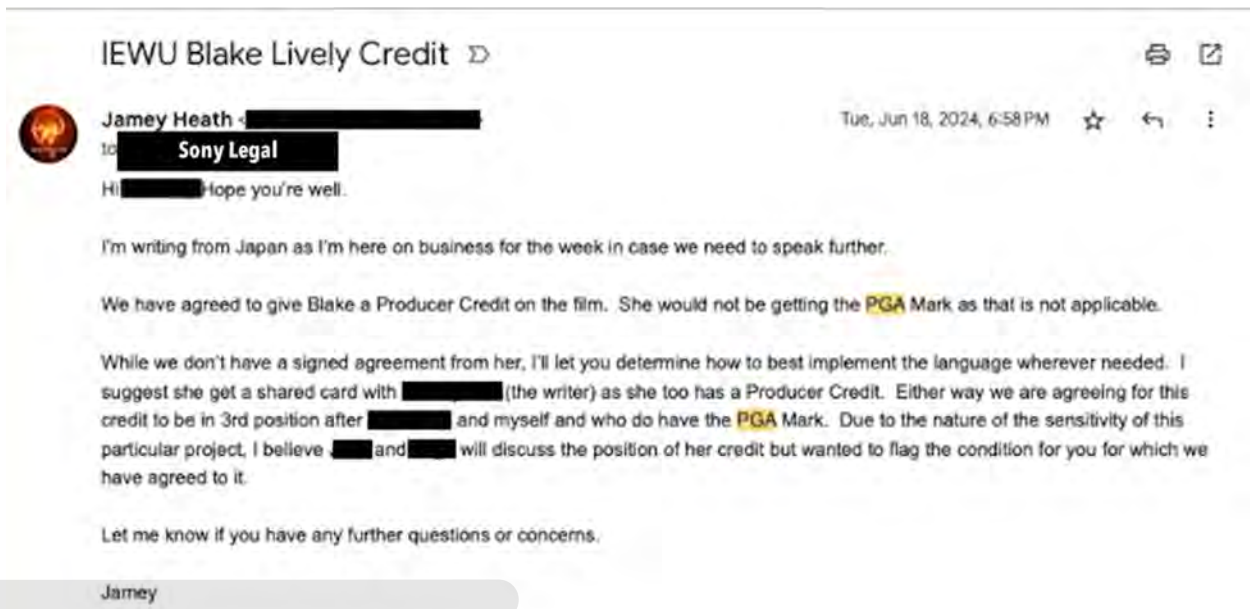 IEWU Blake Lively Credit
Jamey Heath <
Tue, Jun 18, 2024, 6:58 PM
to
Sony Legal
Hi Hope you're well.
I'm writing from Japan as I'm here on business for the week in case we need to speak further.
We have agreed to give Blake a Producer Credit on the film. She would not be getting the PGA Mark as that is not applicable.
While we don't have a signed agreement from her, I'll let you determine how to best implement the language wherever needed. I
suggest she get a shared card with (the writer) as she too has a Producer Credit. Either way we are agreeing for this
credit to be in 3rd position after and myself and who do have the PGA Mark. Due to the nature of the sensitivity of this
particular project, I believe and will discuss the position of her credit but wanted to flag the condition for you for which we
have agreed to it.
Let me know if you have any further questions or concerns.
Jamey